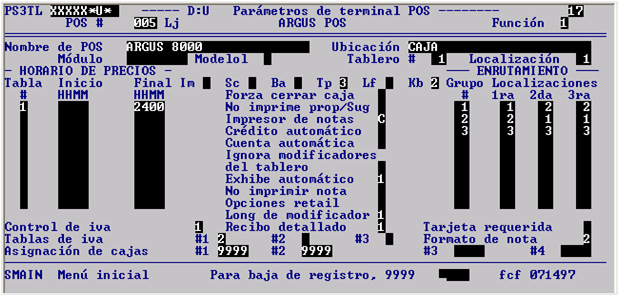 PS3TL XXXXX*U* ----- D:U Parámetros de terminal POS -------- 17
POS # 005 Lj ARGUS POS Función 1
Nombre de POS ARGUS 8000 Ubicación CAJA
Módulo Modelol Tablero # 1 Localización 1
- HORARIO DE PRECIOS - - ENRUTAMIENTO -
Tabla Inicio Final Im Sc Ba Tp 3 Lf Kb 2 Grupo Localizaciones
# HHMM HHMM Forza cerrar caja # 1ra 2da 3ra
1 2400 No imprime prop/Sug 1 1 2 3
Impresor de notas C 2 2 1 1
Crédito automático 3 3 3 3
Cuenta automática
Ignora modificadores
del tablero
Exhibe automático 1
No imprimir nota
Opciones retail
Long de modificador 1
Control de iva 1 Recibo detallado 1 Tarjeta requerida
Tablas de iva #1 2 #2 #3 Formato de nota 2
Asignación de cajas #1 9999 #2 9999 #3 #4
SMAIN Menú inicial Para baja de registro, 9999 fcf 071497